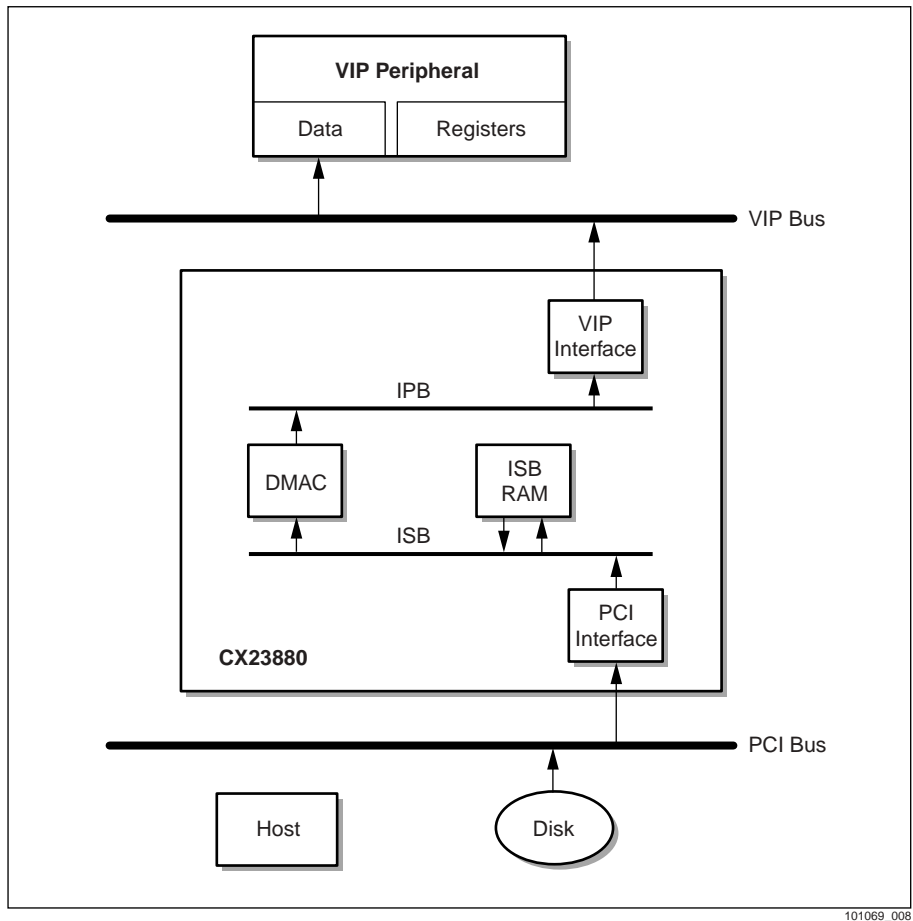 VIP Peripheral
Data
Registers
VIP Bus
VIP
Interface
IPB
DMAC
ISB
RAM
ISB
PCI
Interface
CX23880
PCI Bus
Host
Disk
101069_008